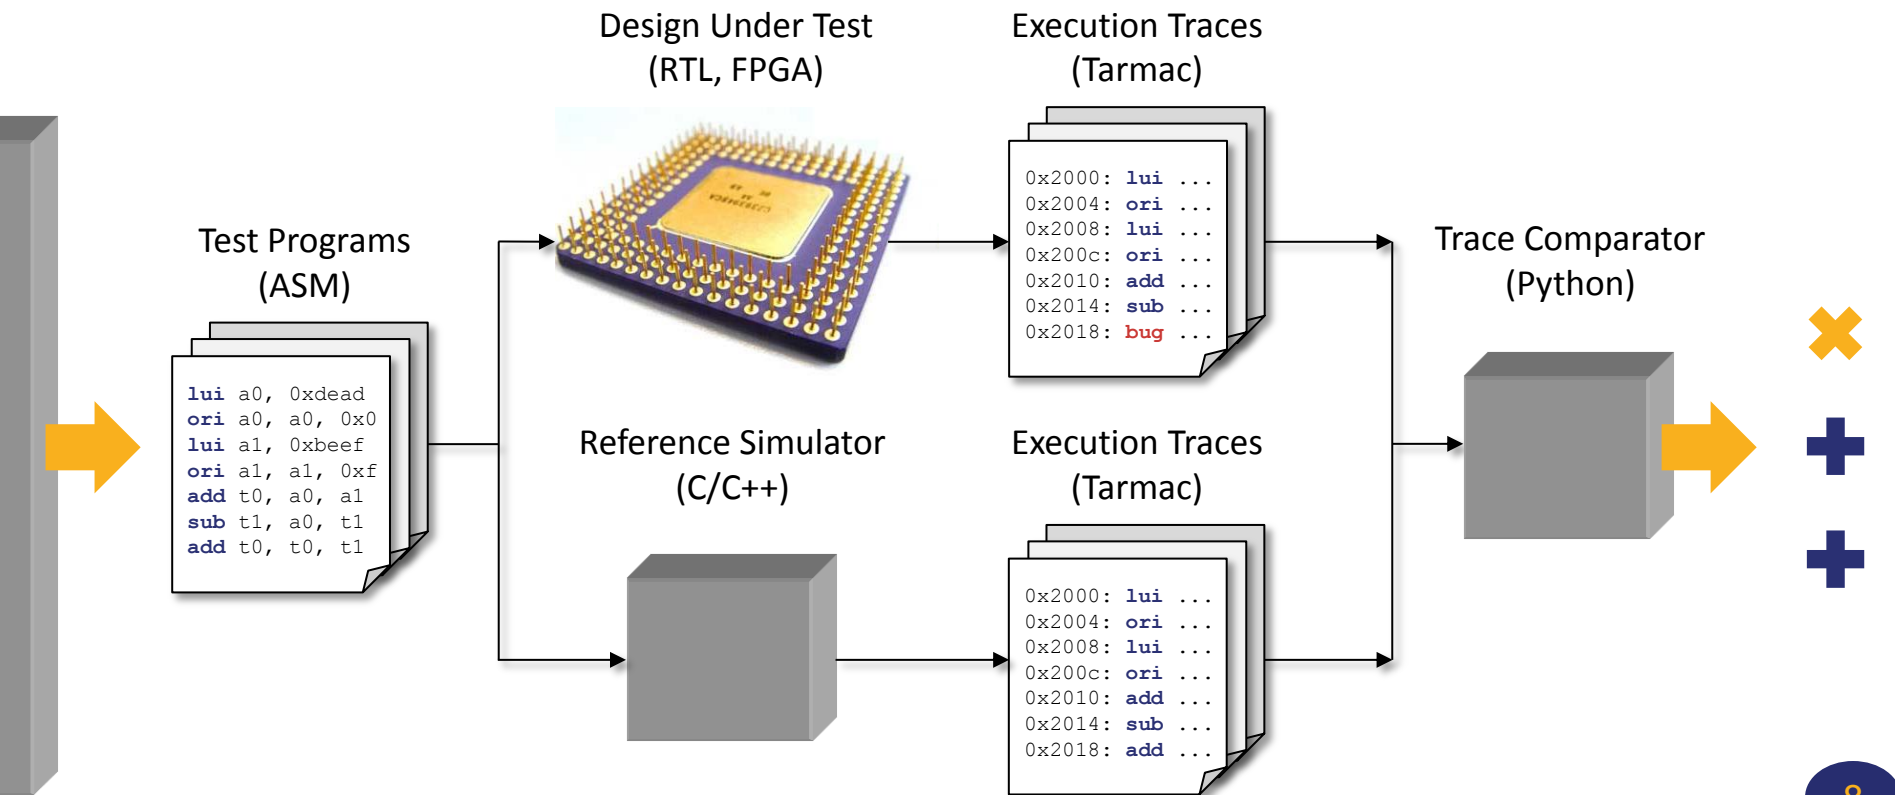 Design Under Test
(RTL, FPGA)
Execution Traces
(Tarmac)
0x2000: lui ...
0x2004: ori ...
0x2008: lui ...
0x200c: ori ...
0x2010: add ...
0x2014: sub ...
0x2018: bug ...
Test Programs
(ASM)
lui a0, 0xdead
ori a0, a0, 0x0
lui a1, 0xbeef
ori a1, a1, 0xf
add t0, a0, a1
sub t1, a0, t1
add t0, t0, t1
Reference Simulator
(C/C++)
Execution Traces
(Tarmac)
0x2000: lui ...
0x2004: ori ...
0x2008: lui ...
0x200c: ori ...
0x2010: add ...
0x2014: sub ...
0x2018: add ...
Trace Comparator
(Python)